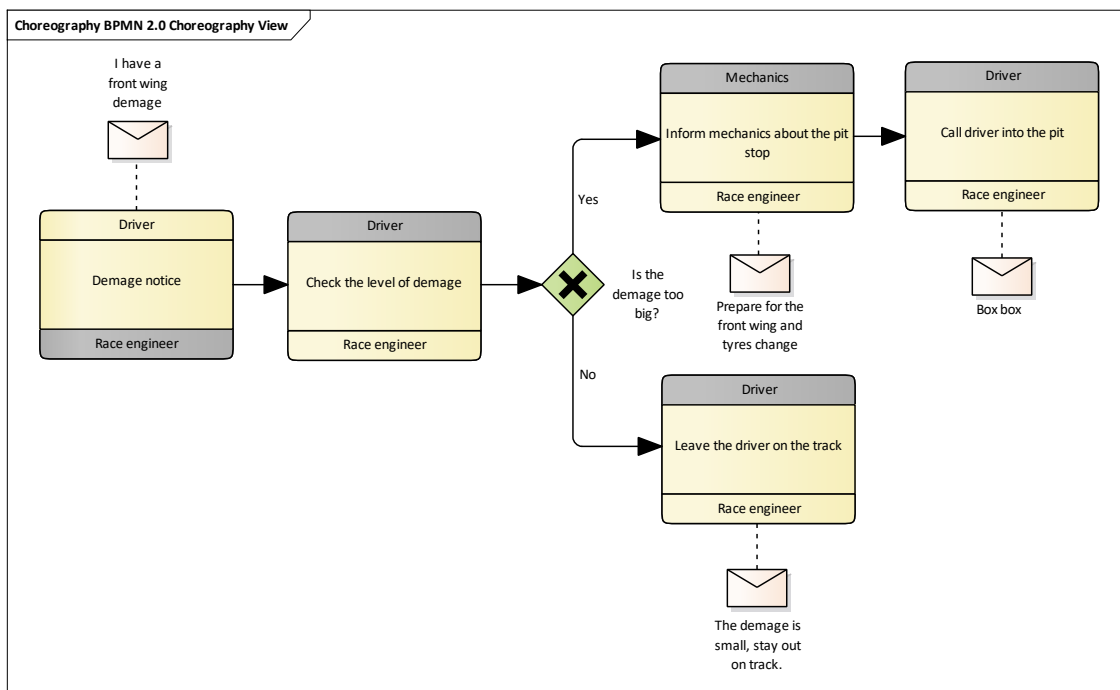 Choreography BPMN 2.0 Choreography View
I have a
front wing
demage
Driver
Demage notice
Race engineer
Driver
Check the level of demage
Race engineer
Is the
demage too
big?
Yes
Mechanics
Inform mechanics about the pit
stop
Race engineer
Prepare for the
front wing and
tyres change
Driver
Call driver into the pit
Race engineer
Box box
No
Driver
Leave the driver on the track
Race engineer
The demage is
small, stay out
on track.